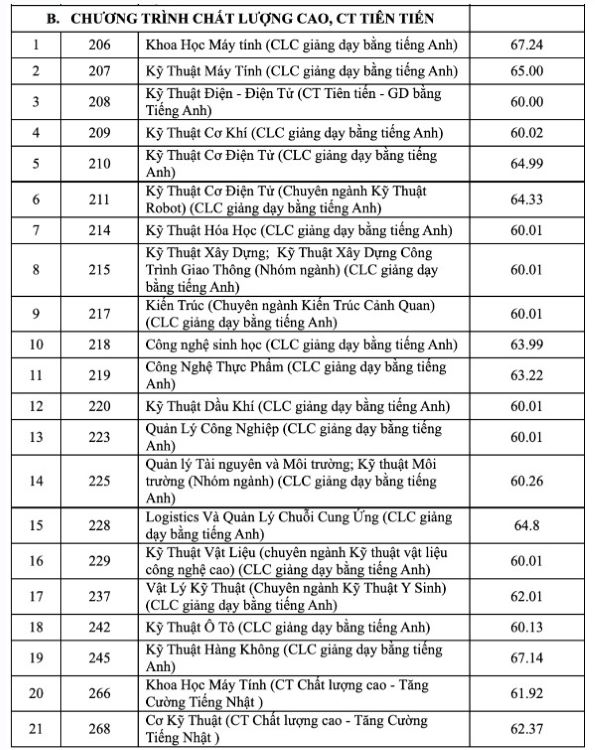 B. CHƯƠNG TRÌNH CHẤT LƯỢNG CAO, CT TIÊN TIẾN
1 206 Khoa Học Máy tính (CLC giảng dạy bằng tiếng Anh) 67.24
2 207 Kỹ Thuật Máy Tính (CLC giảng dạy bằng tiếng Anh) 65.00
3 208 Kỹ Thuật Điện - Điện Tử (CT Tiên tiến - GD bằng
Tiếng Anh) 60.00
4 209 Kỹ Thuật Cơ Khí (CLC giảng dạy bằng tiếng Anh) 60.02
5 210 Kỹ Thuật Cơ Điện Tử (CLC giảng dạy bằng tiếng
Anh) 64.99
6 211 Kỹ Thuật Cơ Điện Tử (Chuyên ngành Kỹ Thuật
Robot) (CLC giảng dạy bằng tiếng Anh) 64.33
7 214 Kỹ Thuật Hóa Học (CLC giảng dạy bằng tiếng Anh) 60.01
8 215 Kỹ Thuật Xây Dựng; Kỹ Thuật Xây Dựng Công
Trình Giao Thông (Nhóm ngành) (CLC giảng dạy
bằng tiếng Anh) 60.01
9 217 Kiến Trúc (Chuyên ngành Kiến Trúc Cảnh Quan)
(CLC giảng dạy bằng tiếng Anh) 60.01
10 218 Công nghệ sinh học (CLC giảng dạy bằng tiếng Anh) 63.99
11 219 Công Nghệ Thực Phẩm (CLC giảng dạy bằng tiếng
Anh) 63.22
12 220 Kỹ Thuật Dầu Khí (CLC giảng dạy bằng tiếng Anh) 60.01
13 223 Quản Lý Công Nghiệp (CLC giảng dạy bằng tiếng
Anh) 60.01
14 225 Quản lý Tài nguyên và Môi trường; Kỹ thuật Môi
trường (Nhóm ngành) (CLC giảng dạy bằng tiếng
Anh) 60.26
15 228 Logistics Và Quản Lý Chuỗi Cung Ứng (CLC giảng
dạy bằng tiếng Anh) 64.8
16 229 Kỹ Thuật Vật Liệu (chuyên ngành Kỹ thuật vật liệu
công nghệ cao) (CLC giảng dạy bằng tiếng Anh) 60.01
17 237 Vật Lý Kỹ Thuật (Chuyên ngành Kỹ Thuật Y Sinh)
(CLC giảng dạy bằng tiếng Anh) 62.01
18 242 Kỹ Thuật Ô Tô (CLC giảng dạy bằng tiếng Anh) 60.13
19 245 Kỹ Thuật Hàng Không (CLC giảng dạy bằng tiếng
Anh) 67.14
20 266 Khoa Học Máy Tính (CT Chất lượng cao - Tăng
Cường Tiếng Nhật ) 61.92
21 268 Cơ Kỹ Thuật (CT Chất lượng cao - Tăng Cường
Tiếng Nhật ) 62.37